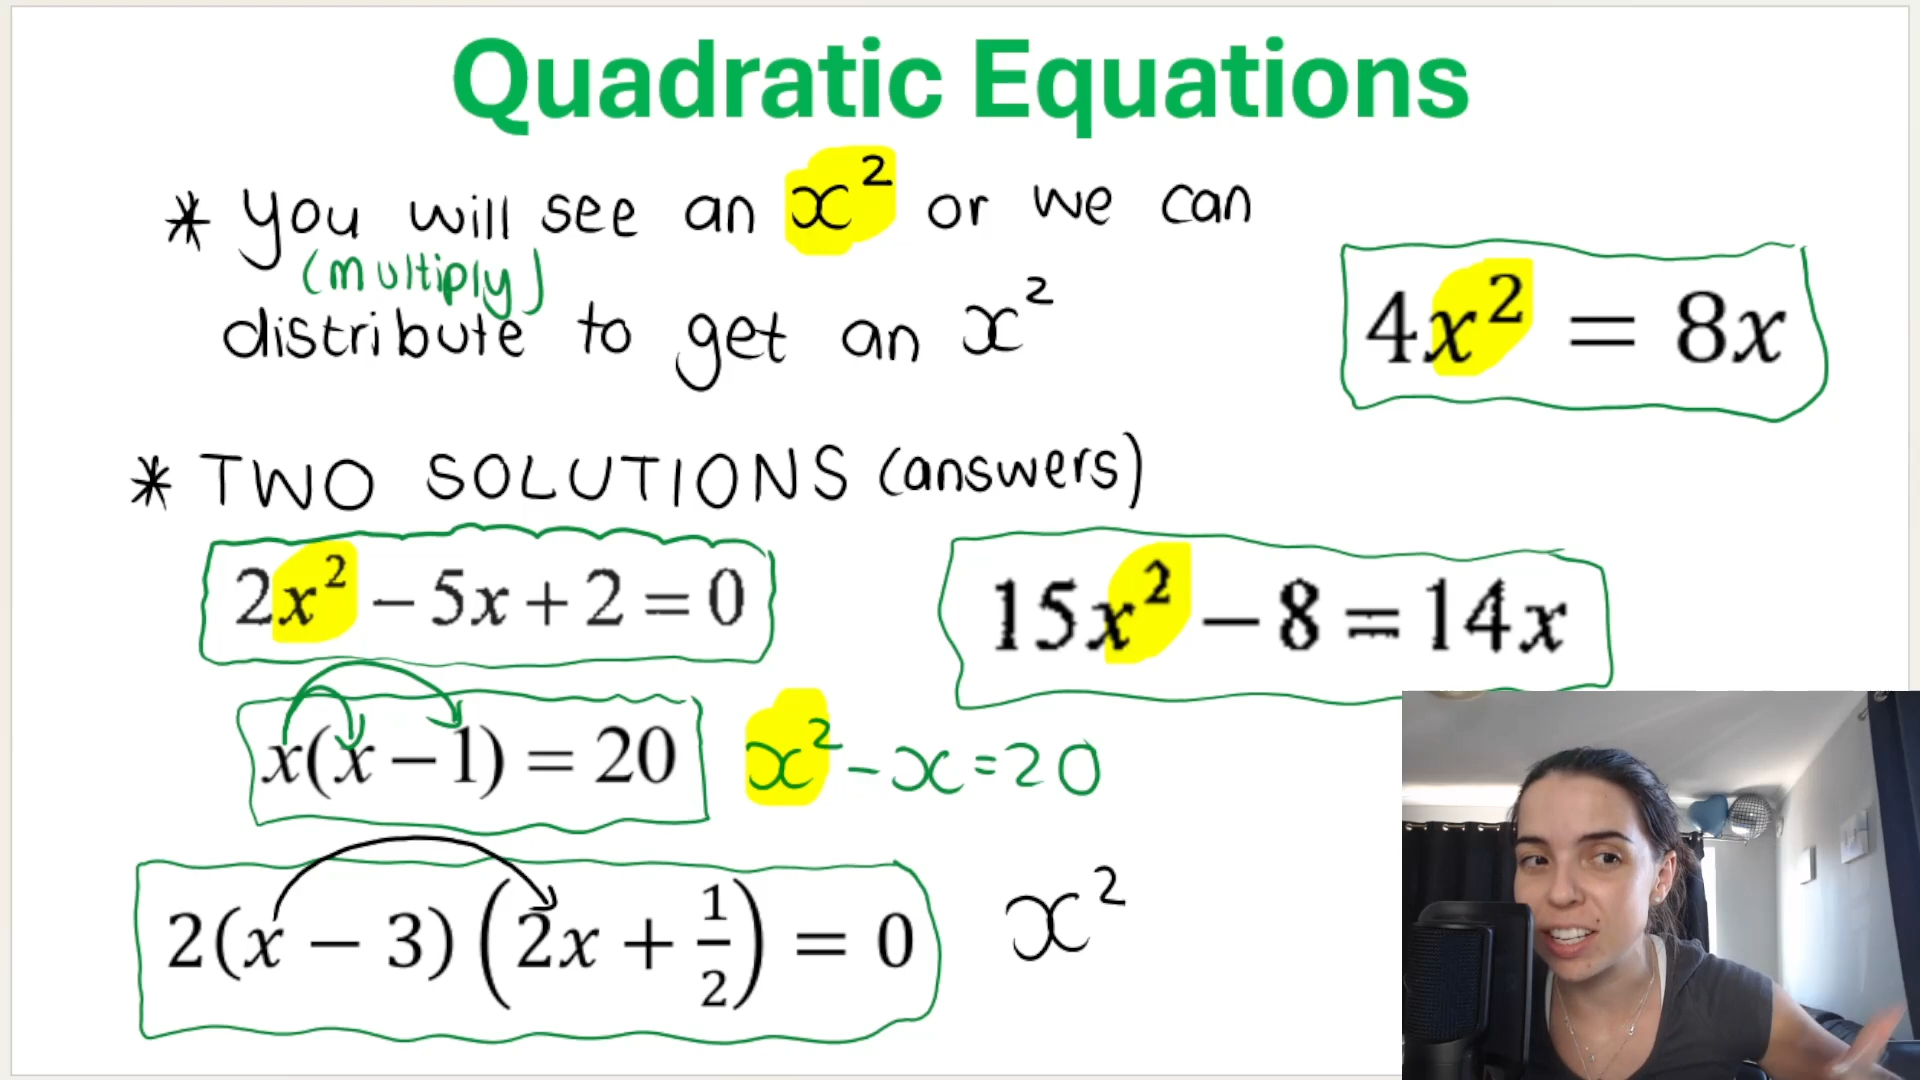 Quadratic Equations
* you will see an x² or we can
(multiply)
distribute to get an x²
4x² = 8x
* TWO SOLUTIONS (answers)
2x² − 5x + 2 = 0
15x² − 8 = 14x
x(x − 1) = 20
x² - x = 20
2(x − 3)(2x + 1/2) = 0
x²